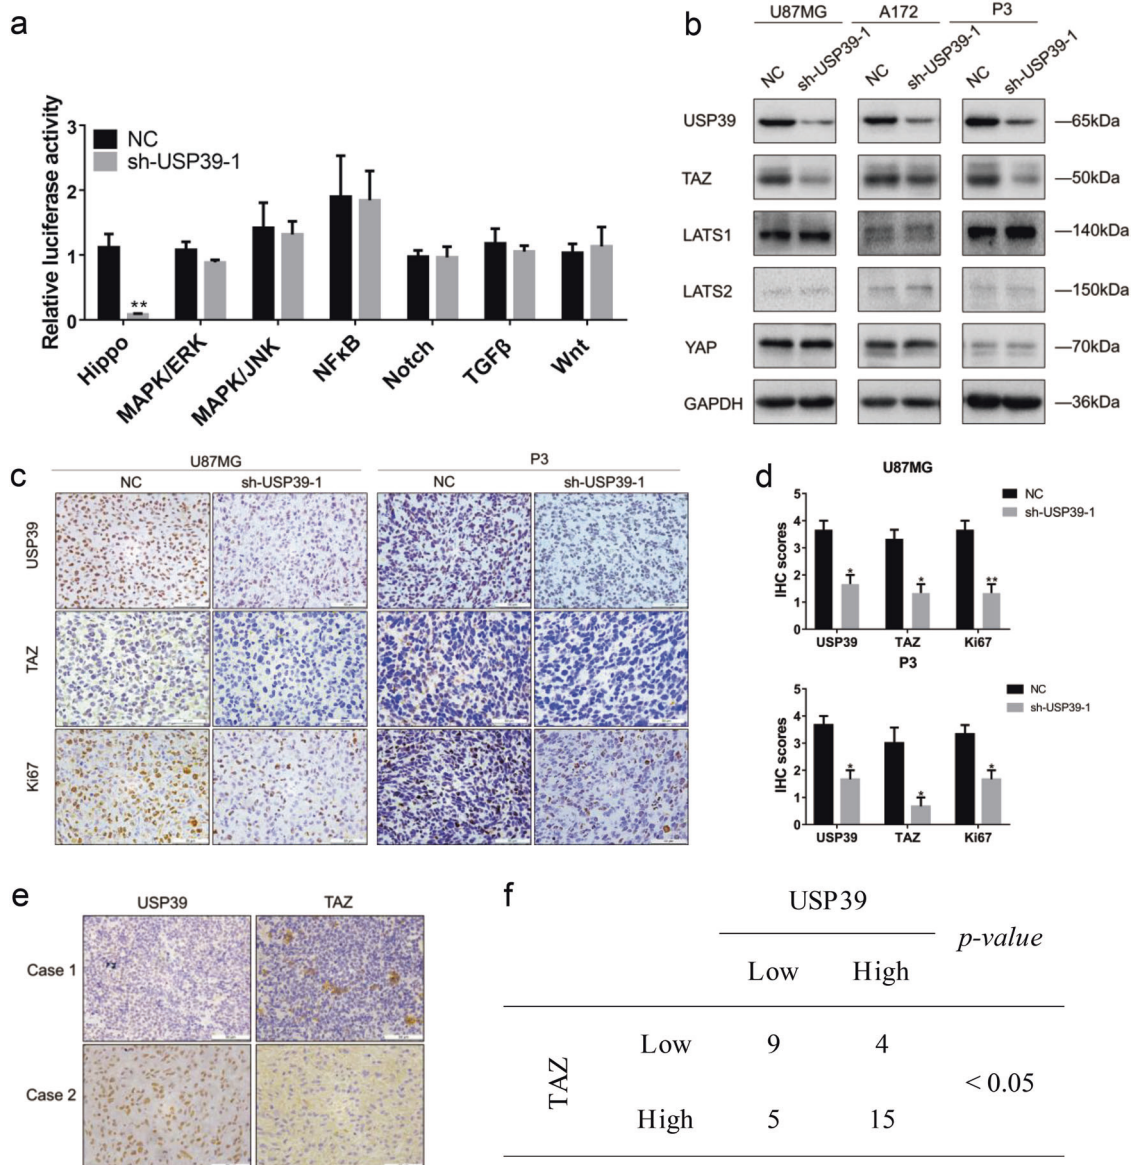 a
Relative luciferase activity
3
2
1
0
NC
sh-USP39-1
**
Hippo
MAPK/ERK
MAPK/JNK
NFκB
Notch
TGFβ
Wnt
b
U87MG A172 P3
NC sh-USP39-1 NC sh-USP39-1 NC sh-USP39-1
USP39 65kDa
TAZ 50kDa
LATS1 140kDa
LATS2 150kDa
YAP 70kDa
GAPDH 36kDa
c
U87MG P3
NC sh-USP39-1 NC sh-USP39-1
USP39
TAZ
Ki67
d
U87MG
IHC scores
5
4
3
2
1
0
NC
sh-USP39-1
* * **
USP39 TAZ Ki67
P3
IHC scores
5
4
3
2
1
0
NC
sh-USP39-1
* * *
USP39 TAZ Ki67
e
USP39 TAZ
Case 1
Case 2
f
USP39
p-value
Low High
TAZ
Low 9 4
< 0.05
High 5 15